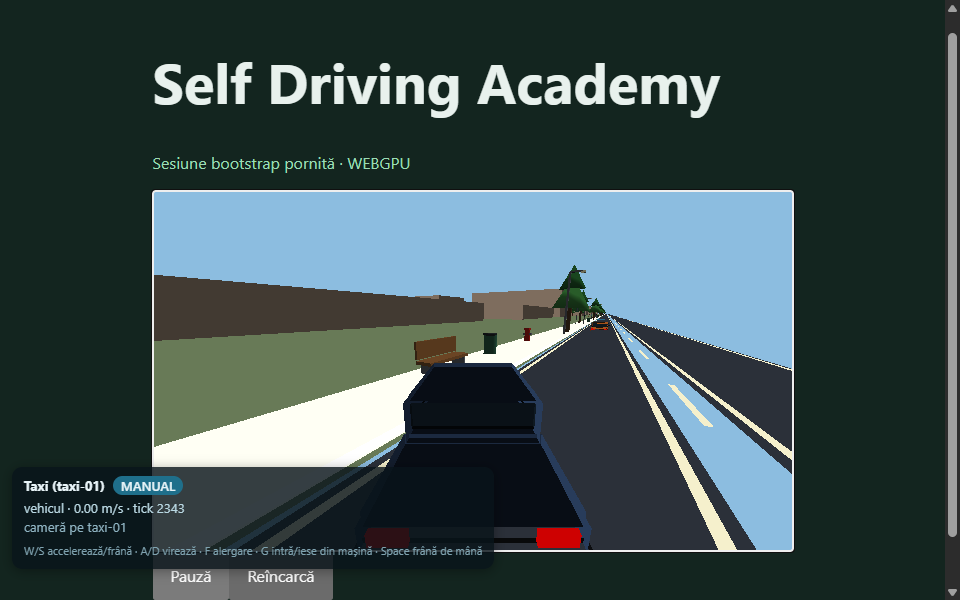 Self Driving Academy
Sesiune bootstrap pornită · WEBGPU
Taxi (taxi-01) MANUAL
vehicul · 0.00 m/s · tick 2343
cameră pe taxi-01
W/S accelerează/frână · A/D virează · F alergare · G intră/iese din mașină · Space frână de mână
Pauză Reîncarcă